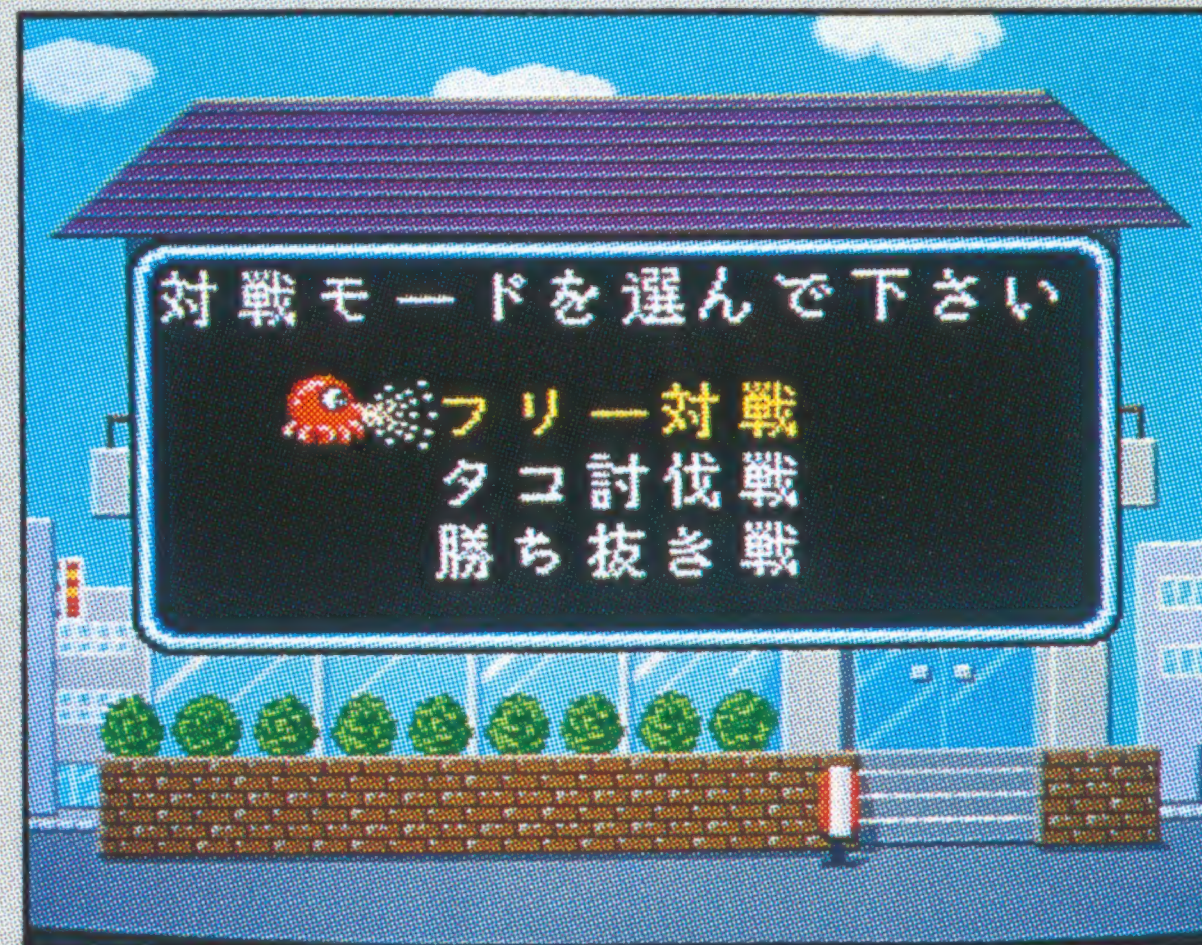 対戦モードを選んで下さい
フリー対戦
タコ討伐戦
勝ち抜き戦